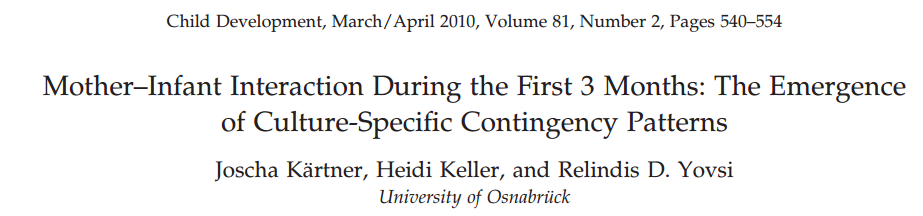 Child Development, March/April 2010, Volume 81, Number 2, Pages 540–554
Mother–Infant Interaction During the First 3 Months: The Emergence
of Culture-Specific Contingency Patterns
Joscha Kärtner, Heidi Keller, and Relindis D. Yovsi
University of Osnabrück